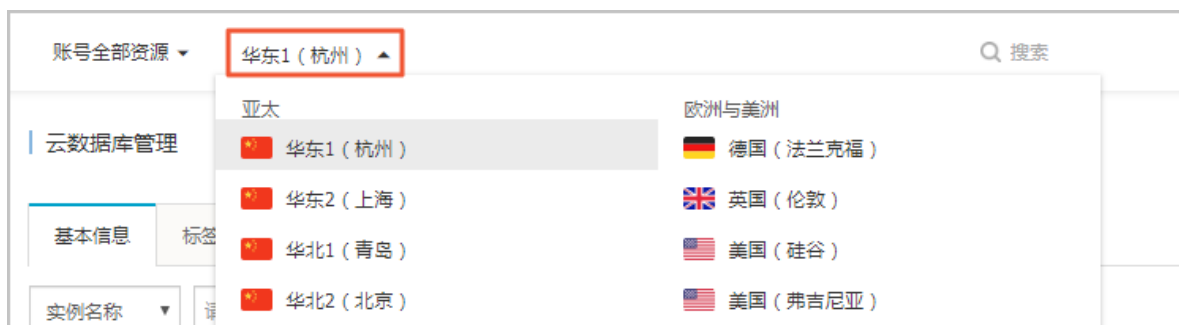 账号全部资源 华东1（杭州） 搜索
云数据库管理
基本信息 标签
实例名称 请
亚太
华东1（杭州）
华东2（上海）
华北1（青岛）
华北2（北京）
欧洲与美洲
德国（法兰克福）
英国（伦敦）
美国（硅谷）
美国（弗吉尼亚）